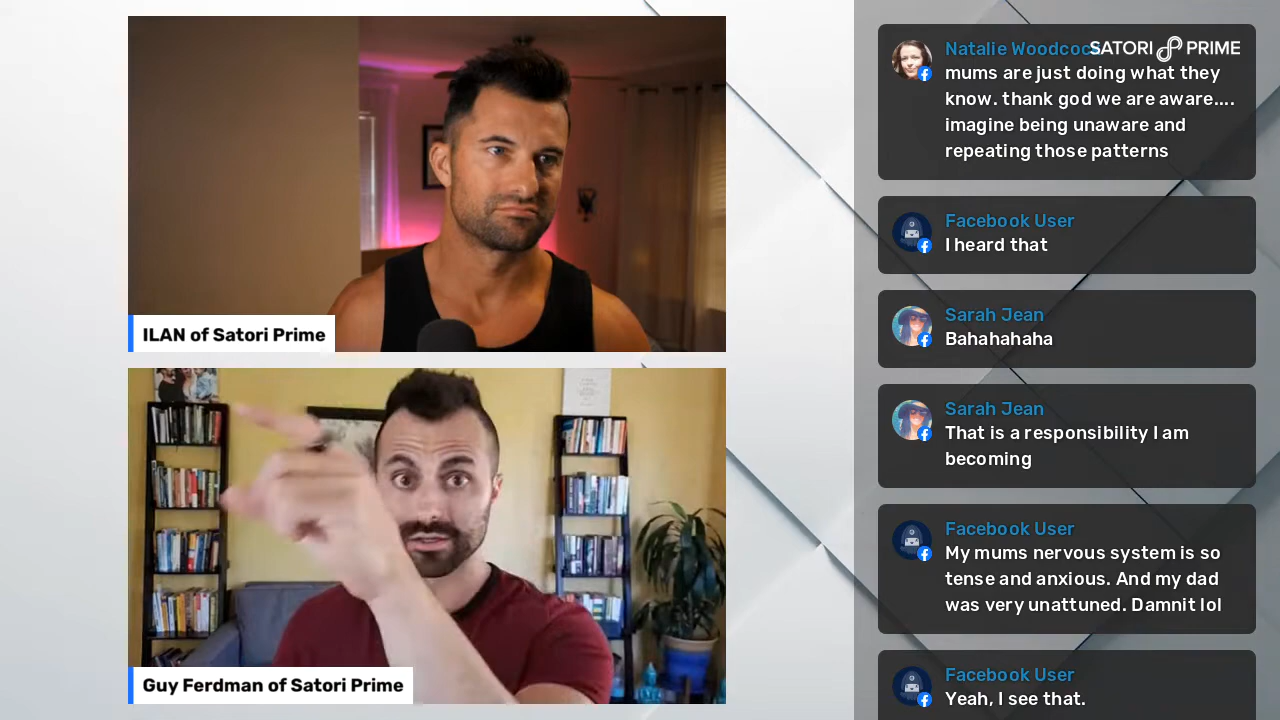 ILAN of Satori Prime
Guy Ferdman of Satori Prime
SATORI PRIME
Natalie Woodcock
mums are just doing what they
know. thank god we are aware....
imagine being unaware and
repeating those patterns
Facebook User
I heard that
Sarah Jean
Bahahahaha
Sarah Jean
That is a responsibility I am
becoming
Facebook User
My mums nervous system is so
tense and anxious. And my dad
was very unattuned. Damnit lol
Facebook User
Yeah, I see that.